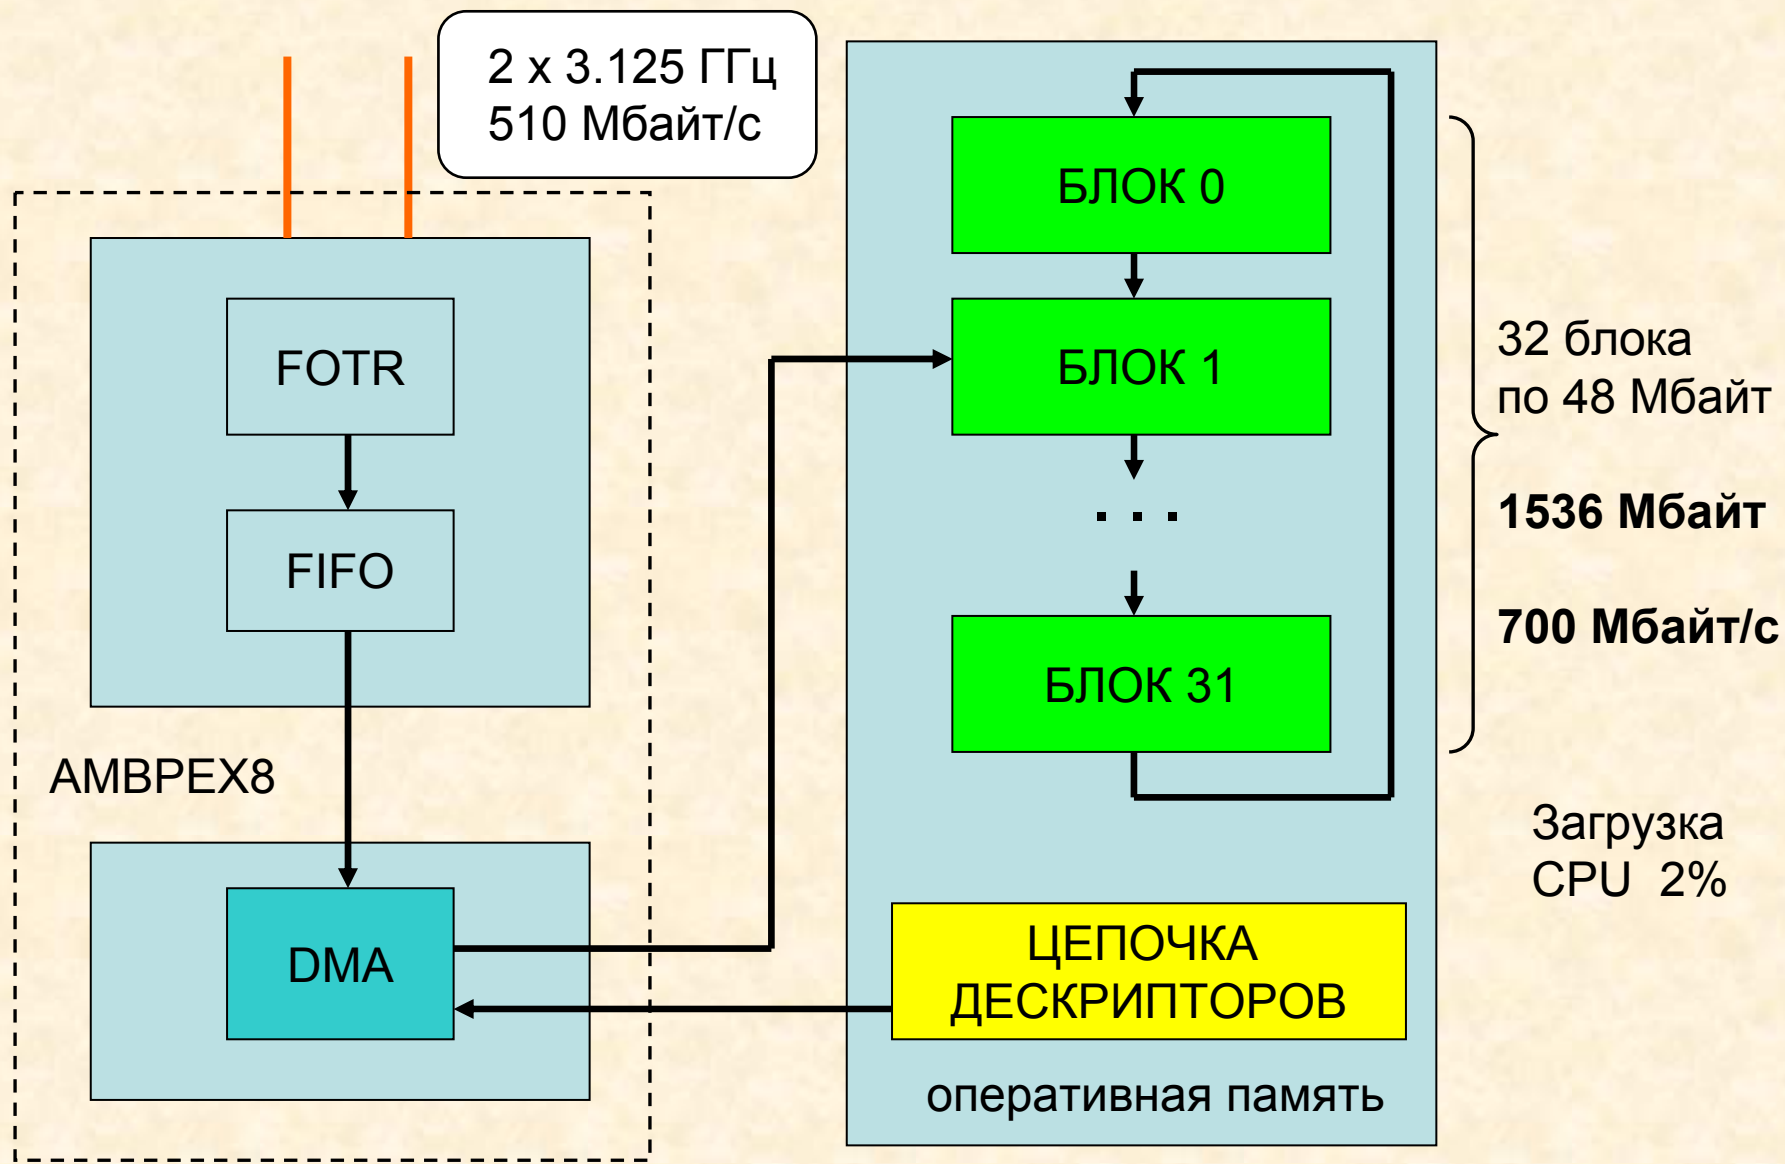 2 x 3.125 ГГц
510 Мбайт/с
FOTR
FIFO
AMBPEX8
DMA
БЛОК 0
БЛОК 1
. . .
БЛОК 31
ЦЕПОЧКА
ДЕСКРИПТОРОВ
оперативная память
32 блока
по 48 Мбайт
1536 Мбайт
700 Мбайт/с
Загрузка
CPU 2%